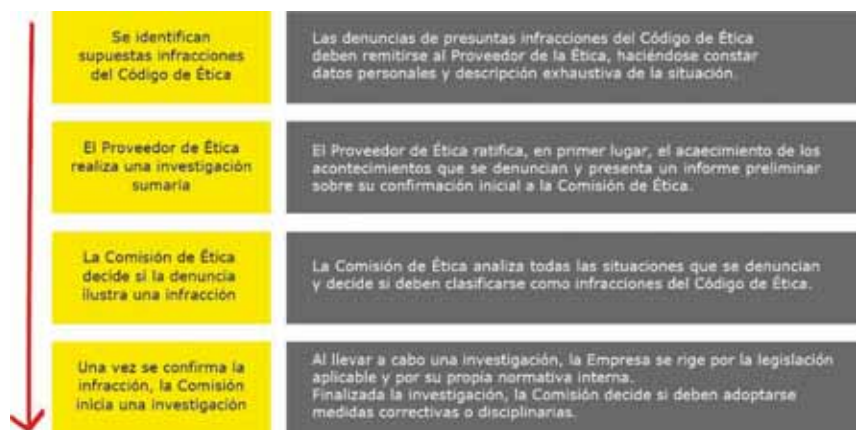 Se identifican
supuestas infracciones
del Código de Ética
Las denuncias de presuntas infracciones del Código de Ética
deben remitirse al Proveedor de la Ética, haciéndose constar
datos personales y descripción exhaustiva de la situación.
El Proveedor de Ética
realiza una investigación
sumaria
El Proveedor de Ética ratifica, en primer lugar, el acaecimiento de los
acontecimientos que se denuncian y presenta un informe preliminar
sobre su confirmación inicial a la Comisión de Ética.
La Comisión de Ética
decide si la denuncia
ilustra una infracción
La Comisión de Ética analiza todas las situaciones que se denuncian
y decide si deben clasificarse como infracciones del Código de Ética.
Una vez se confirma la
infracción, la Comisión
inicia una investigación
Al llevar a cabo una investigación, la Empresa se rige por la legislación
aplicable y por su propia normativa interna.
Finalizada la investigación, la Comisión decide si deben adoptarse
medidas correctivas o disciplinarias.